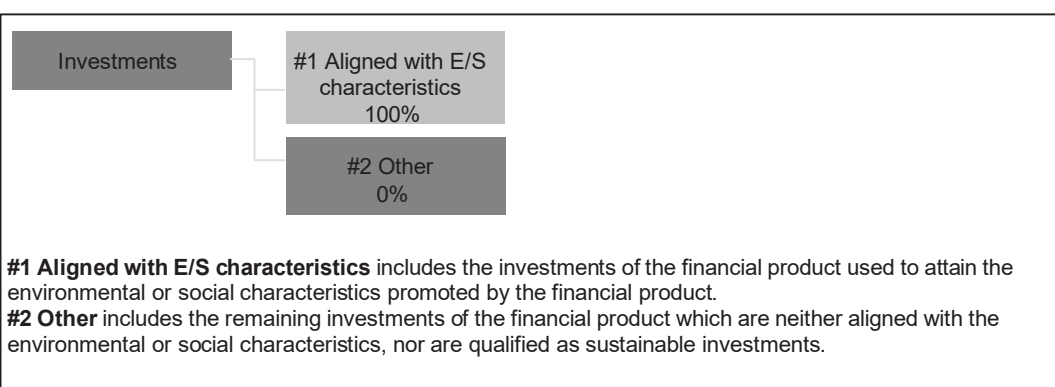 Investments
#1 Aligned with E/S
characteristics
100%
#2 Other
0%
#1 Aligned with E/S characteristics includes the investments of the financial product used to attain the
environmental or social characteristics promoted by the financial product.
#2 Other includes the remaining investments of the financial product which are neither aligned with the
environmental or social characteristics, nor are qualified as sustainable investments.